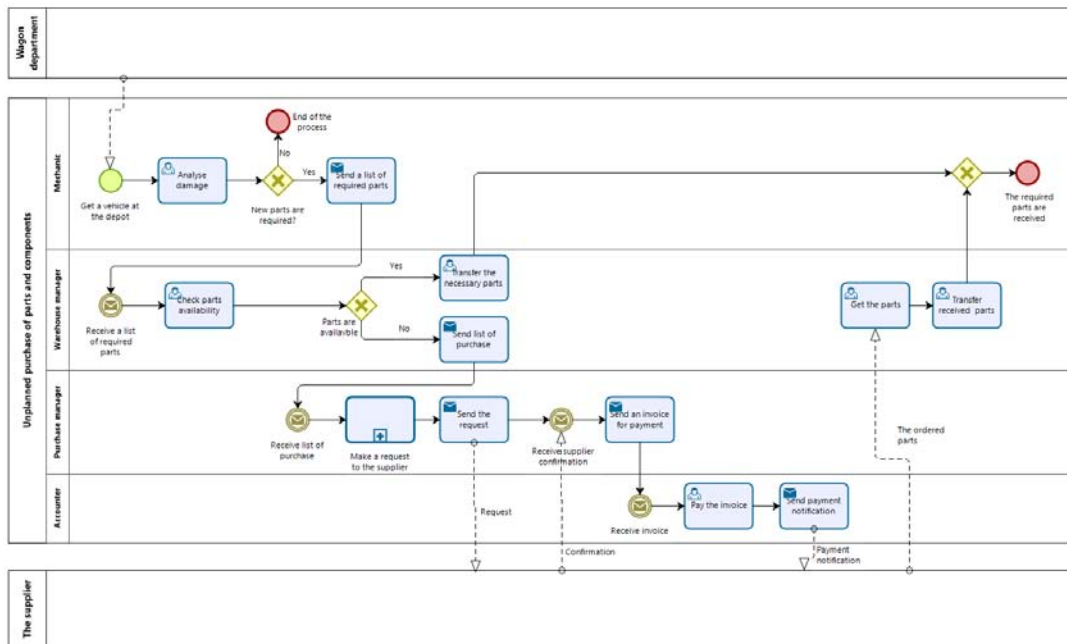 Wagon
department
Unplanned purchase of parts and components
Mechanic
End of the
process
No
Analyse
damage
Yes
Send a list of
required parts
Get a vehicle at
the depot
New parts are
required?
The required
parts are
received
Warehouse manager
Yes
Transfer the
necessary parts
Check parts
availability
Get the parts
Transfer
received parts
Receive a list
of required
parts
Parts are
availavble
No
Send list of
purchase
Purchase manager
Send the
request
Send an invoice
for payment
Receive list of
purchase
Make a request
to the supplier
Receive supplier
confirmation
The ordered
parts
Accounter
Pay the invoice
Send payment
notification
Request
Receive invoice
Confirmation
Payment
notification
The supplier